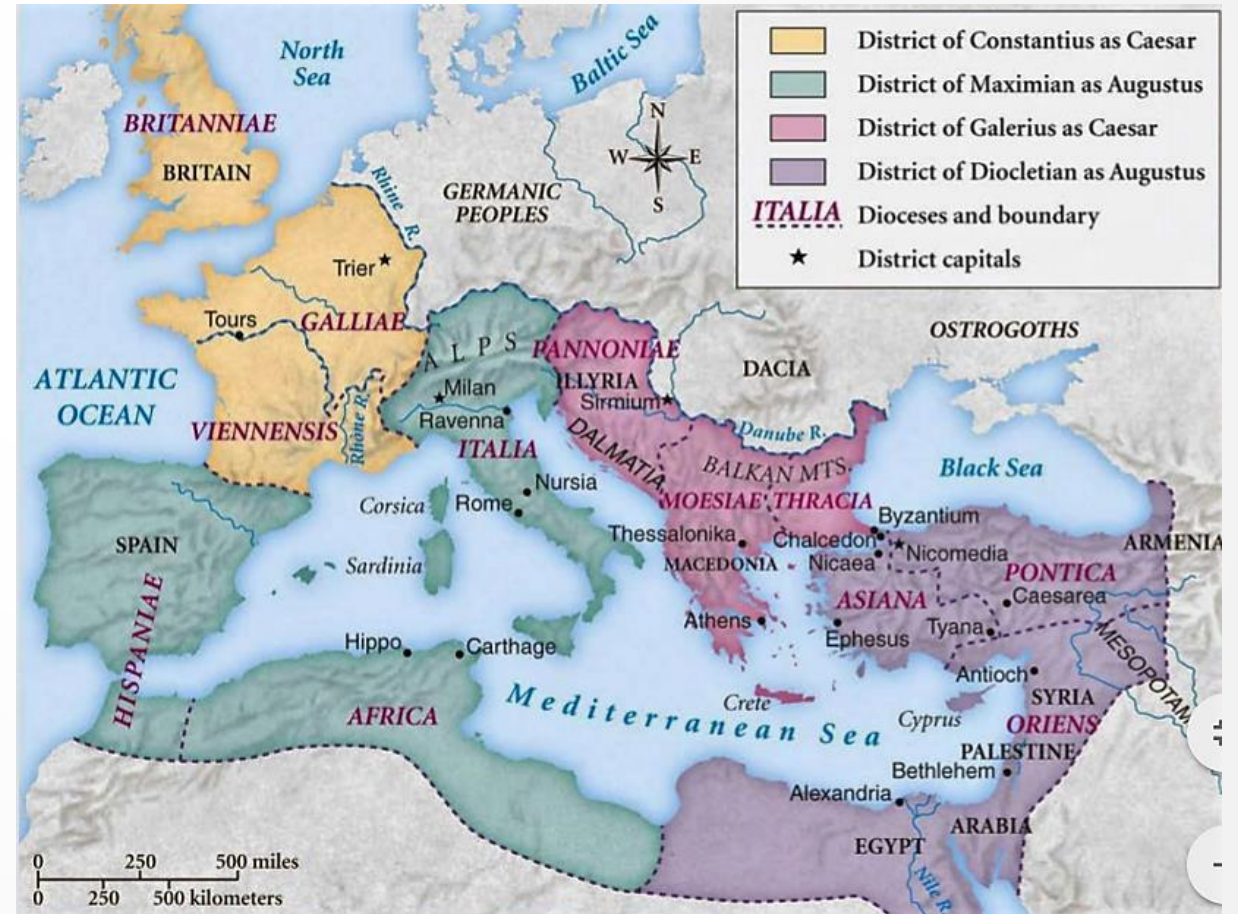 District of Constantius as Caesar
District of Maximian as Augustus
District of Galerius as Caesar
District of Diocletian as Augustus
ITALIA Dioceses and boundary
District capitals
North
Sea
Baltic Sea
N
W E
S
BRITANNIAE
BRITAIN
Rhine R.
GERMANIC
PEOPLES
Trier
Tours
GALLIAE
ALPS
PANNONIAE
ILLYRIA
Sirmium
DACIA
OSTROGOTHS
ATLANTIC
OCEAN
Milan
Ravenna
VIENNENSIS
Rhône R.
ITALIA
DALMATIA
Danube R.
BALKAN MTS.
Black Sea
Corsica
Rome
Nursia
MOESIAE
THRACIA
Byzantium
Thessalonika
Chalcedon
Nicomedia
ARMENIA
SPAIN
Sardinia
MACEDONIA
Nicaea
PONTICA
Caesarea
ASIANA
HISPANIAE
Hippo
Carthage
Athens
Ephesus
Tyana
MESOPOTAM
Antioch
SYRIA
AFRICA
Mediterranean Sea
Crete
Cyprus
ORIENS
PALESTINE
Bethlehem
Alexandria
ARABIA
EGYPT
Nile R
0 250 500 miles
0 250 500 kilometers
+
−